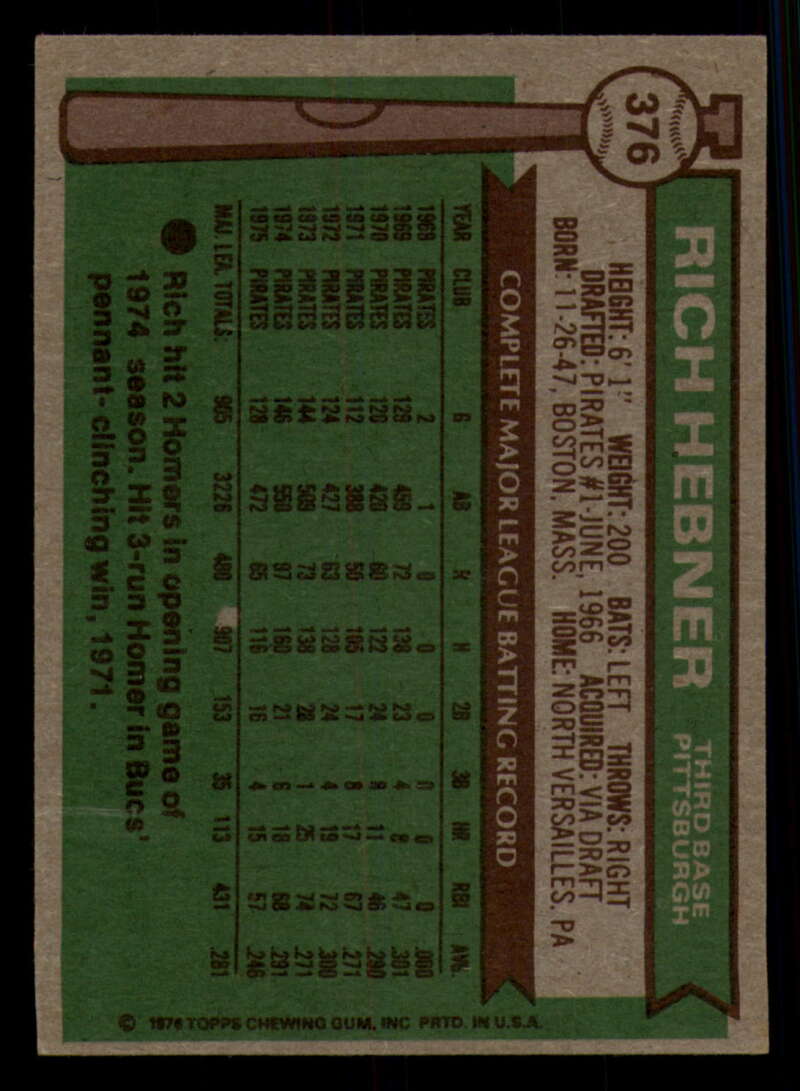 376
RICH HEBNER THIRD BASE
PITTSBURGH
HEIGHT: 6'1" WEIGHT: 200 BATS: LEFT THROWS: RIGHT
DRAFTED: PIRATES #1-JUNE, 1966 ACQUIRED: VIA DRAFT
BORN: 11-26-47, BOSTON, MASS. HOME: NORTH VERSAILLES, PA
COMPLETE MAJOR LEAGUE BATTING RECORD
YEAR CLUB G AB R H 2B 3B HR RBI AVG.
1968 PIRATES 2 1 0 0 0 0 0 0 .000
1969 PIRATES 129 459 72 138 23 4 8 47 .301
1970 PIRATES 120 420 60 122 24 8 11 46 .290
1971 PIRATES 112 388 50 105 17 8 17 67 .271
1972 PIRATES 124 427 63 128 24 4 19 72 .300
1973 PIRATES 144 509 73 138 28 1 25 74 .271
1974 PIRATES 146 550 97 160 21 6 18 68 .291
1975 PIRATES 128 472 65 116 16 4 15 57 .246
MAJ. LEA. TOTALS 905 3226 480 907 153 35 113 431 .281
Rich hit 2 Homers in opening game of
1974 season. Hit 3-run Homer in Bucs'
pennant-clinching win, 1971.
© 1976 TOPPS CHEWING GUM, INC PRTD. IN U.S.A.